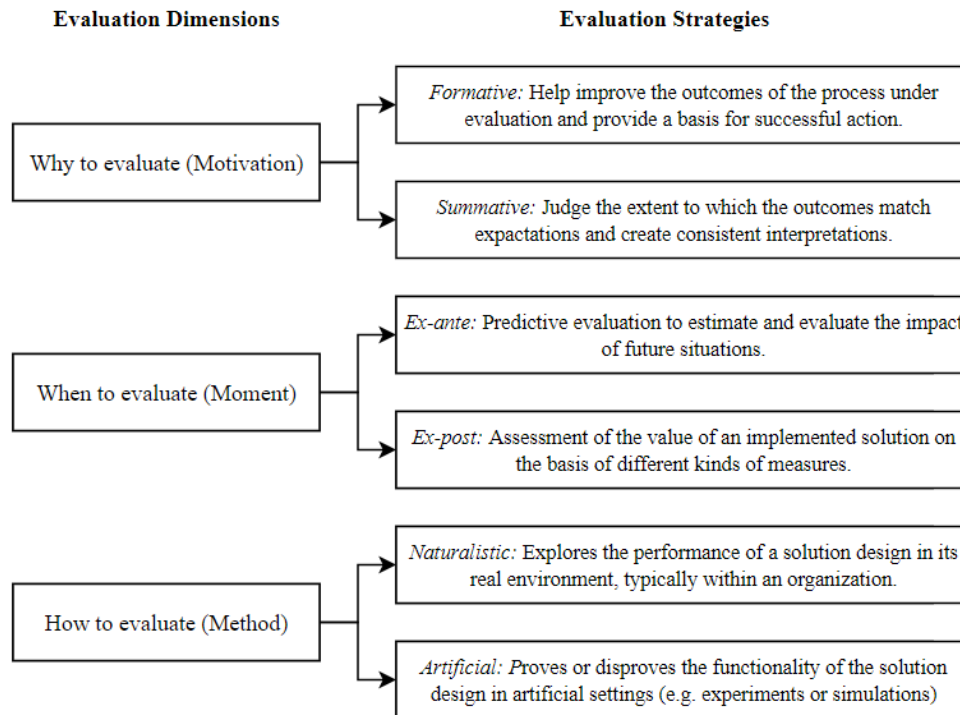 Evaluation Dimensions
Evaluation Strategies
Why to evaluate (Motivation)
Formative: Help improve the outcomes of the process under
evaluation and provide a basis for successful action.
Summative: Judge the extent to which the outcomes match
expactations and create consistent interpretations.
When to evaluate (Moment)
Ex-ante: Predictive evaluation to estimate and evaluate the impact
of future situations.
Ex-post: Assessment of the value of an implemented solution on
the basis of different kinds of measures.
How to evaluate (Method)
Naturalistic: Explores the performance of a solution design in its
real environment, typically within an organization.
Artificial: Proves or disproves the functionality of the solution
design in artificial settings (e.g. experiments or simulations)